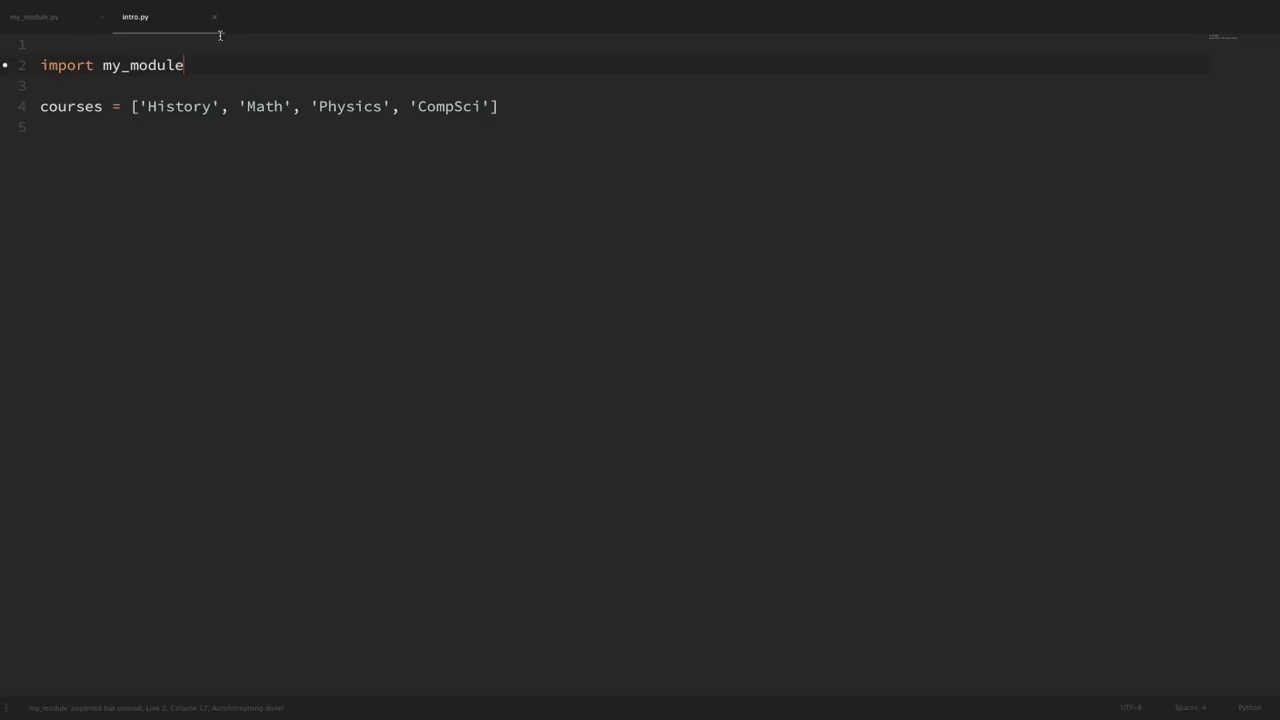 my_module.py × intro.py ×
1
2 import my_module
3
4 courses = ['History', 'Math', 'Physics', 'CompSci']
5
'my_module' imported but unused, Line 2, Column 17; Autoformatting done! UTF-8 Spaces: 4 Python